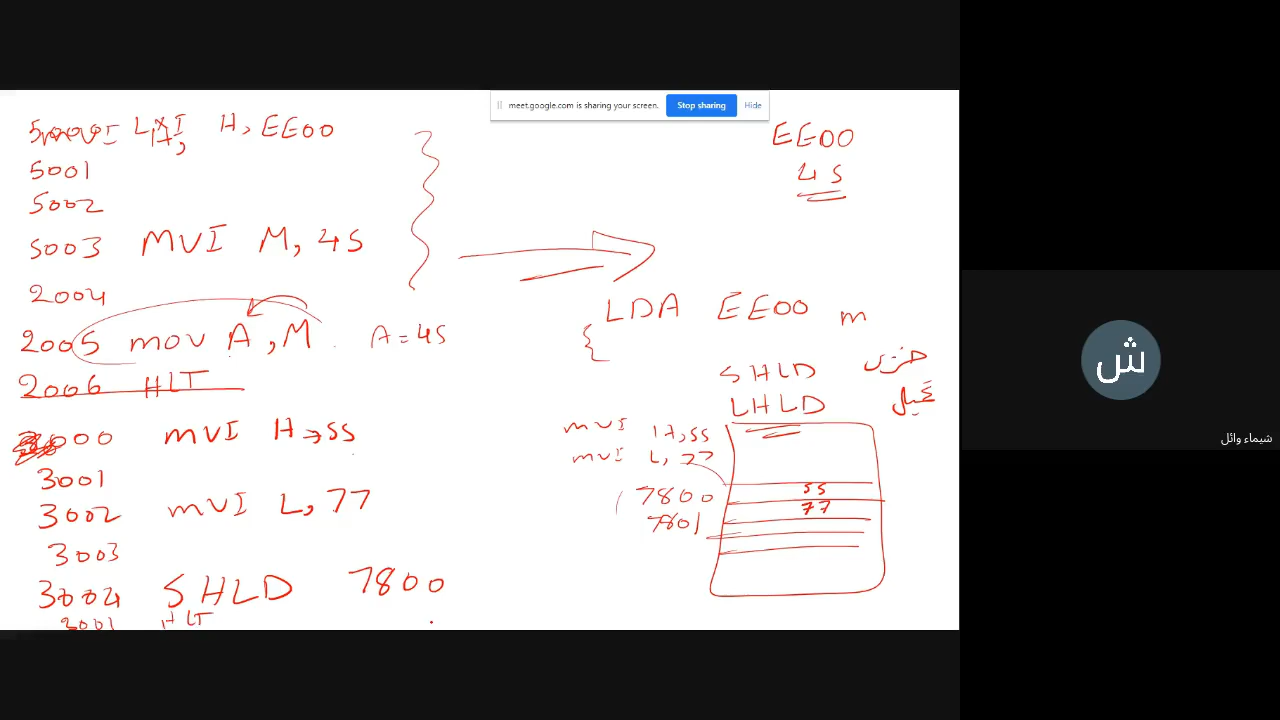 meet.google.com is sharing your screen. Stop sharing Hide
LXI H, EE00
5001
5002
5003 MVI M, 45
2004
2005 mov A, M A = 45
2006 HLT
3000 MVI H, 55
3001
3002 MVI L, 77
3003
3004 SHLD 7800
3001 HLT
EE00
45
LDA EE00 m
SHLD
LHLD
MVI H, 55
MVI L, 77
7800 55
7801 77
ش
شيماء وائل